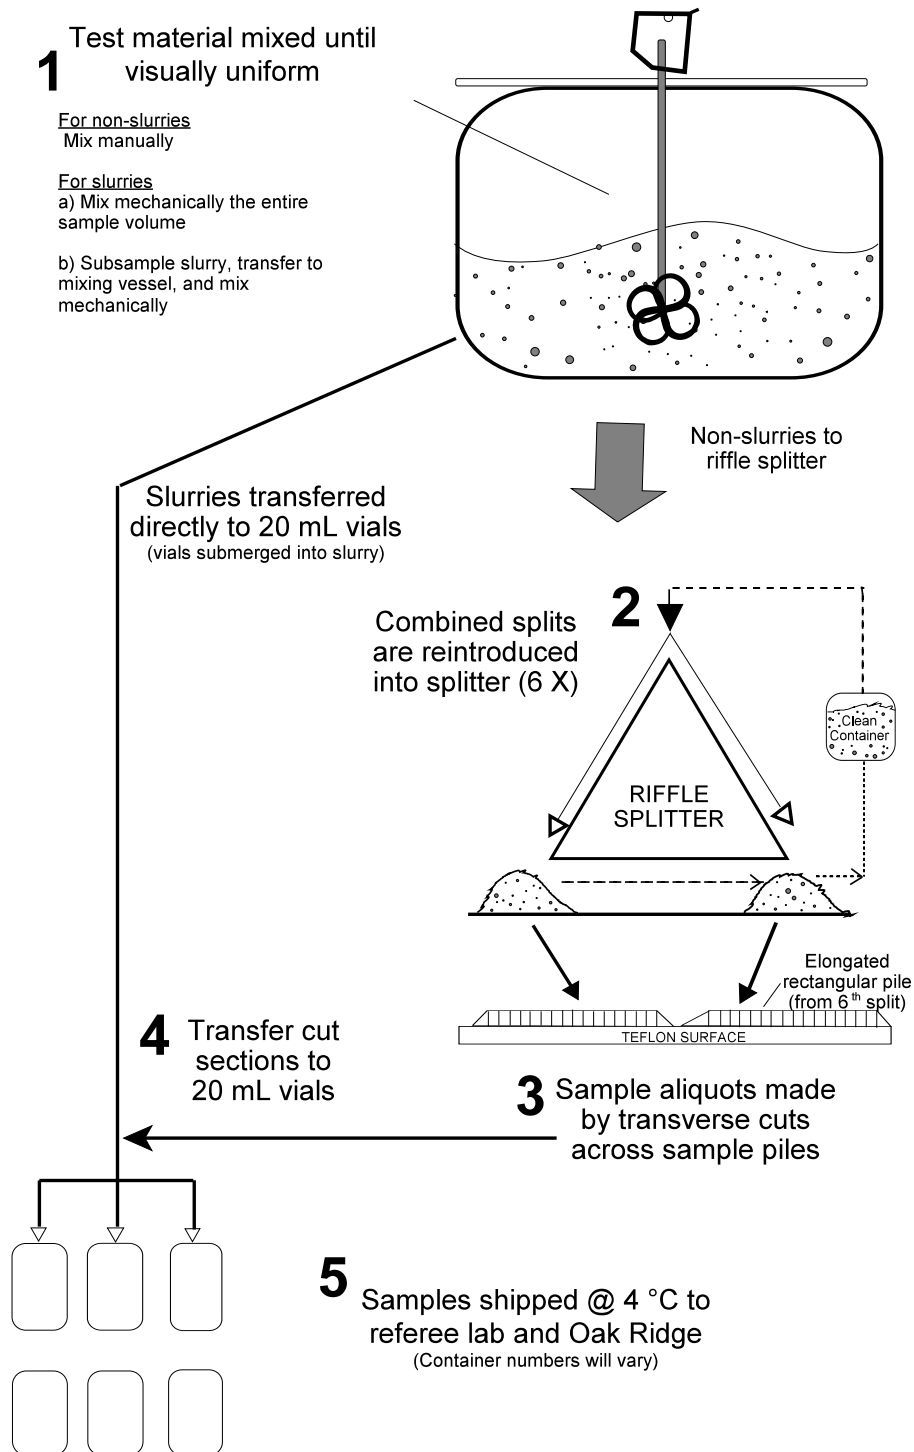 1
Test material mixed until
visually uniform
For non-slurries
Mix manually
For slurries
a) Mix mechanically the entire
sample volume
b) Subsample slurry, transfer to
mixing vessel, and mix
mechanically
Non-slurries to
riffle splitter
Slurries transferred
directly to 20 mL vials
(vials submerged into slurry)
2
Combined splits
are reintroduced
into splitter (6 X)
Clean
Container
RIFFLE
SPLITTER
Elongated
rectangular pile
(from 6th split)
TEFLON SURFACE
3
Sample aliquots made
by transverse cuts
across sample piles
4
Transfer cut
sections to
20 mL vials
5
Samples shipped @ 4 °C to
referee lab and Oak Ridge
(Container numbers will vary)